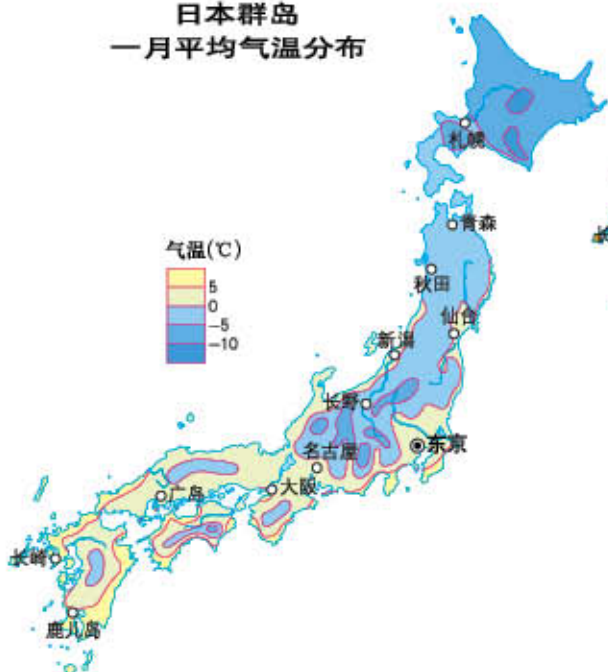 日本群岛
一月平均气温分布
札幌
青森
气温(℃)
5
0
-5
-10
秋田
仙台
新潟
长野
东京
名古屋
大阪
广岛
长崎
鹿儿岛
长